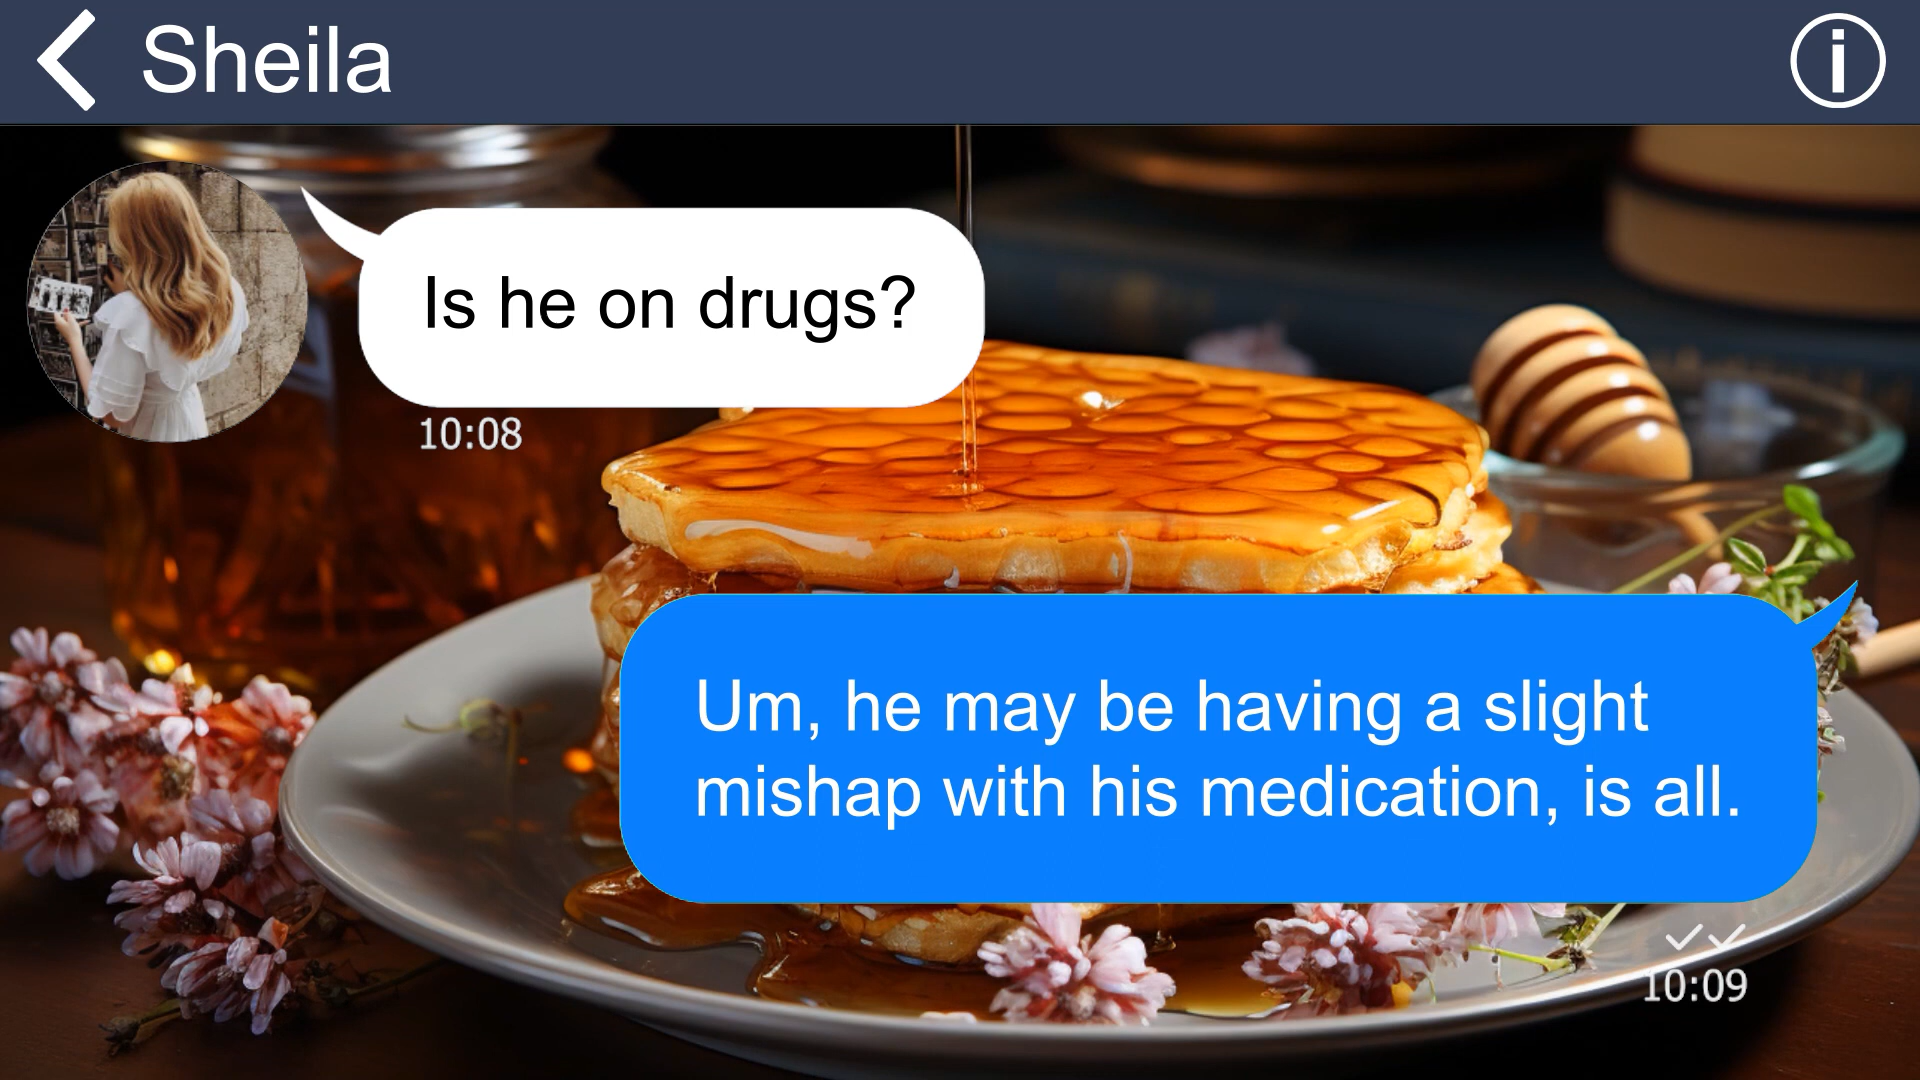 Sheila
Is he on drugs?
10:08
Um, he may be having a slight
mishap with his medication, is all.
10:09